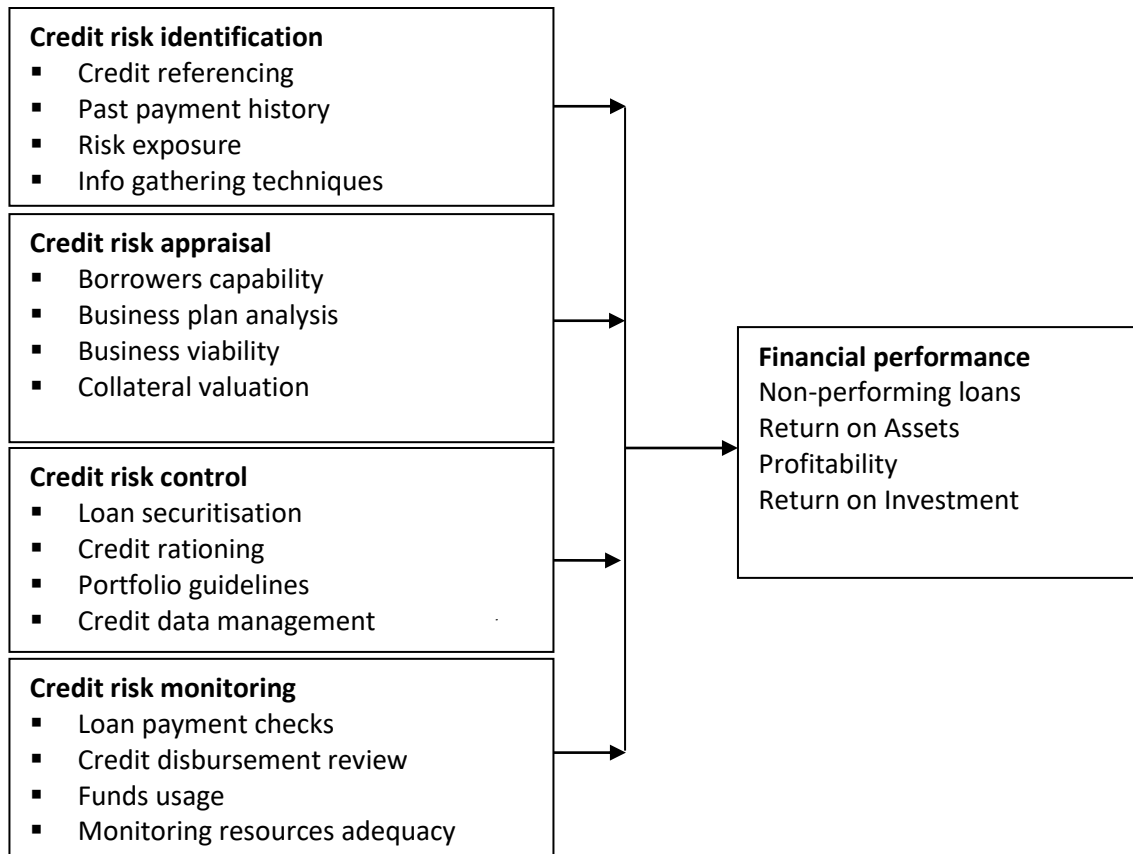 Credit risk identification
▪ Credit referencing
▪ Past payment history
▪ Risk exposure
▪ Info gathering techniques
Credit risk appraisal
▪ Borrowers capability
▪ Business plan analysis
▪ Business viability
▪ Collateral valuation
Credit risk control
▪ Loan securitisation
▪ Credit rationing
▪ Portfolio guidelines
▪ Credit data management
Credit risk monitoring
▪ Loan payment checks
▪ Credit disbursement review
▪ Funds usage
▪ Monitoring resources adequacy
Financial performance
Non-performing loans
Return on Assets
Profitability
Return on Investment